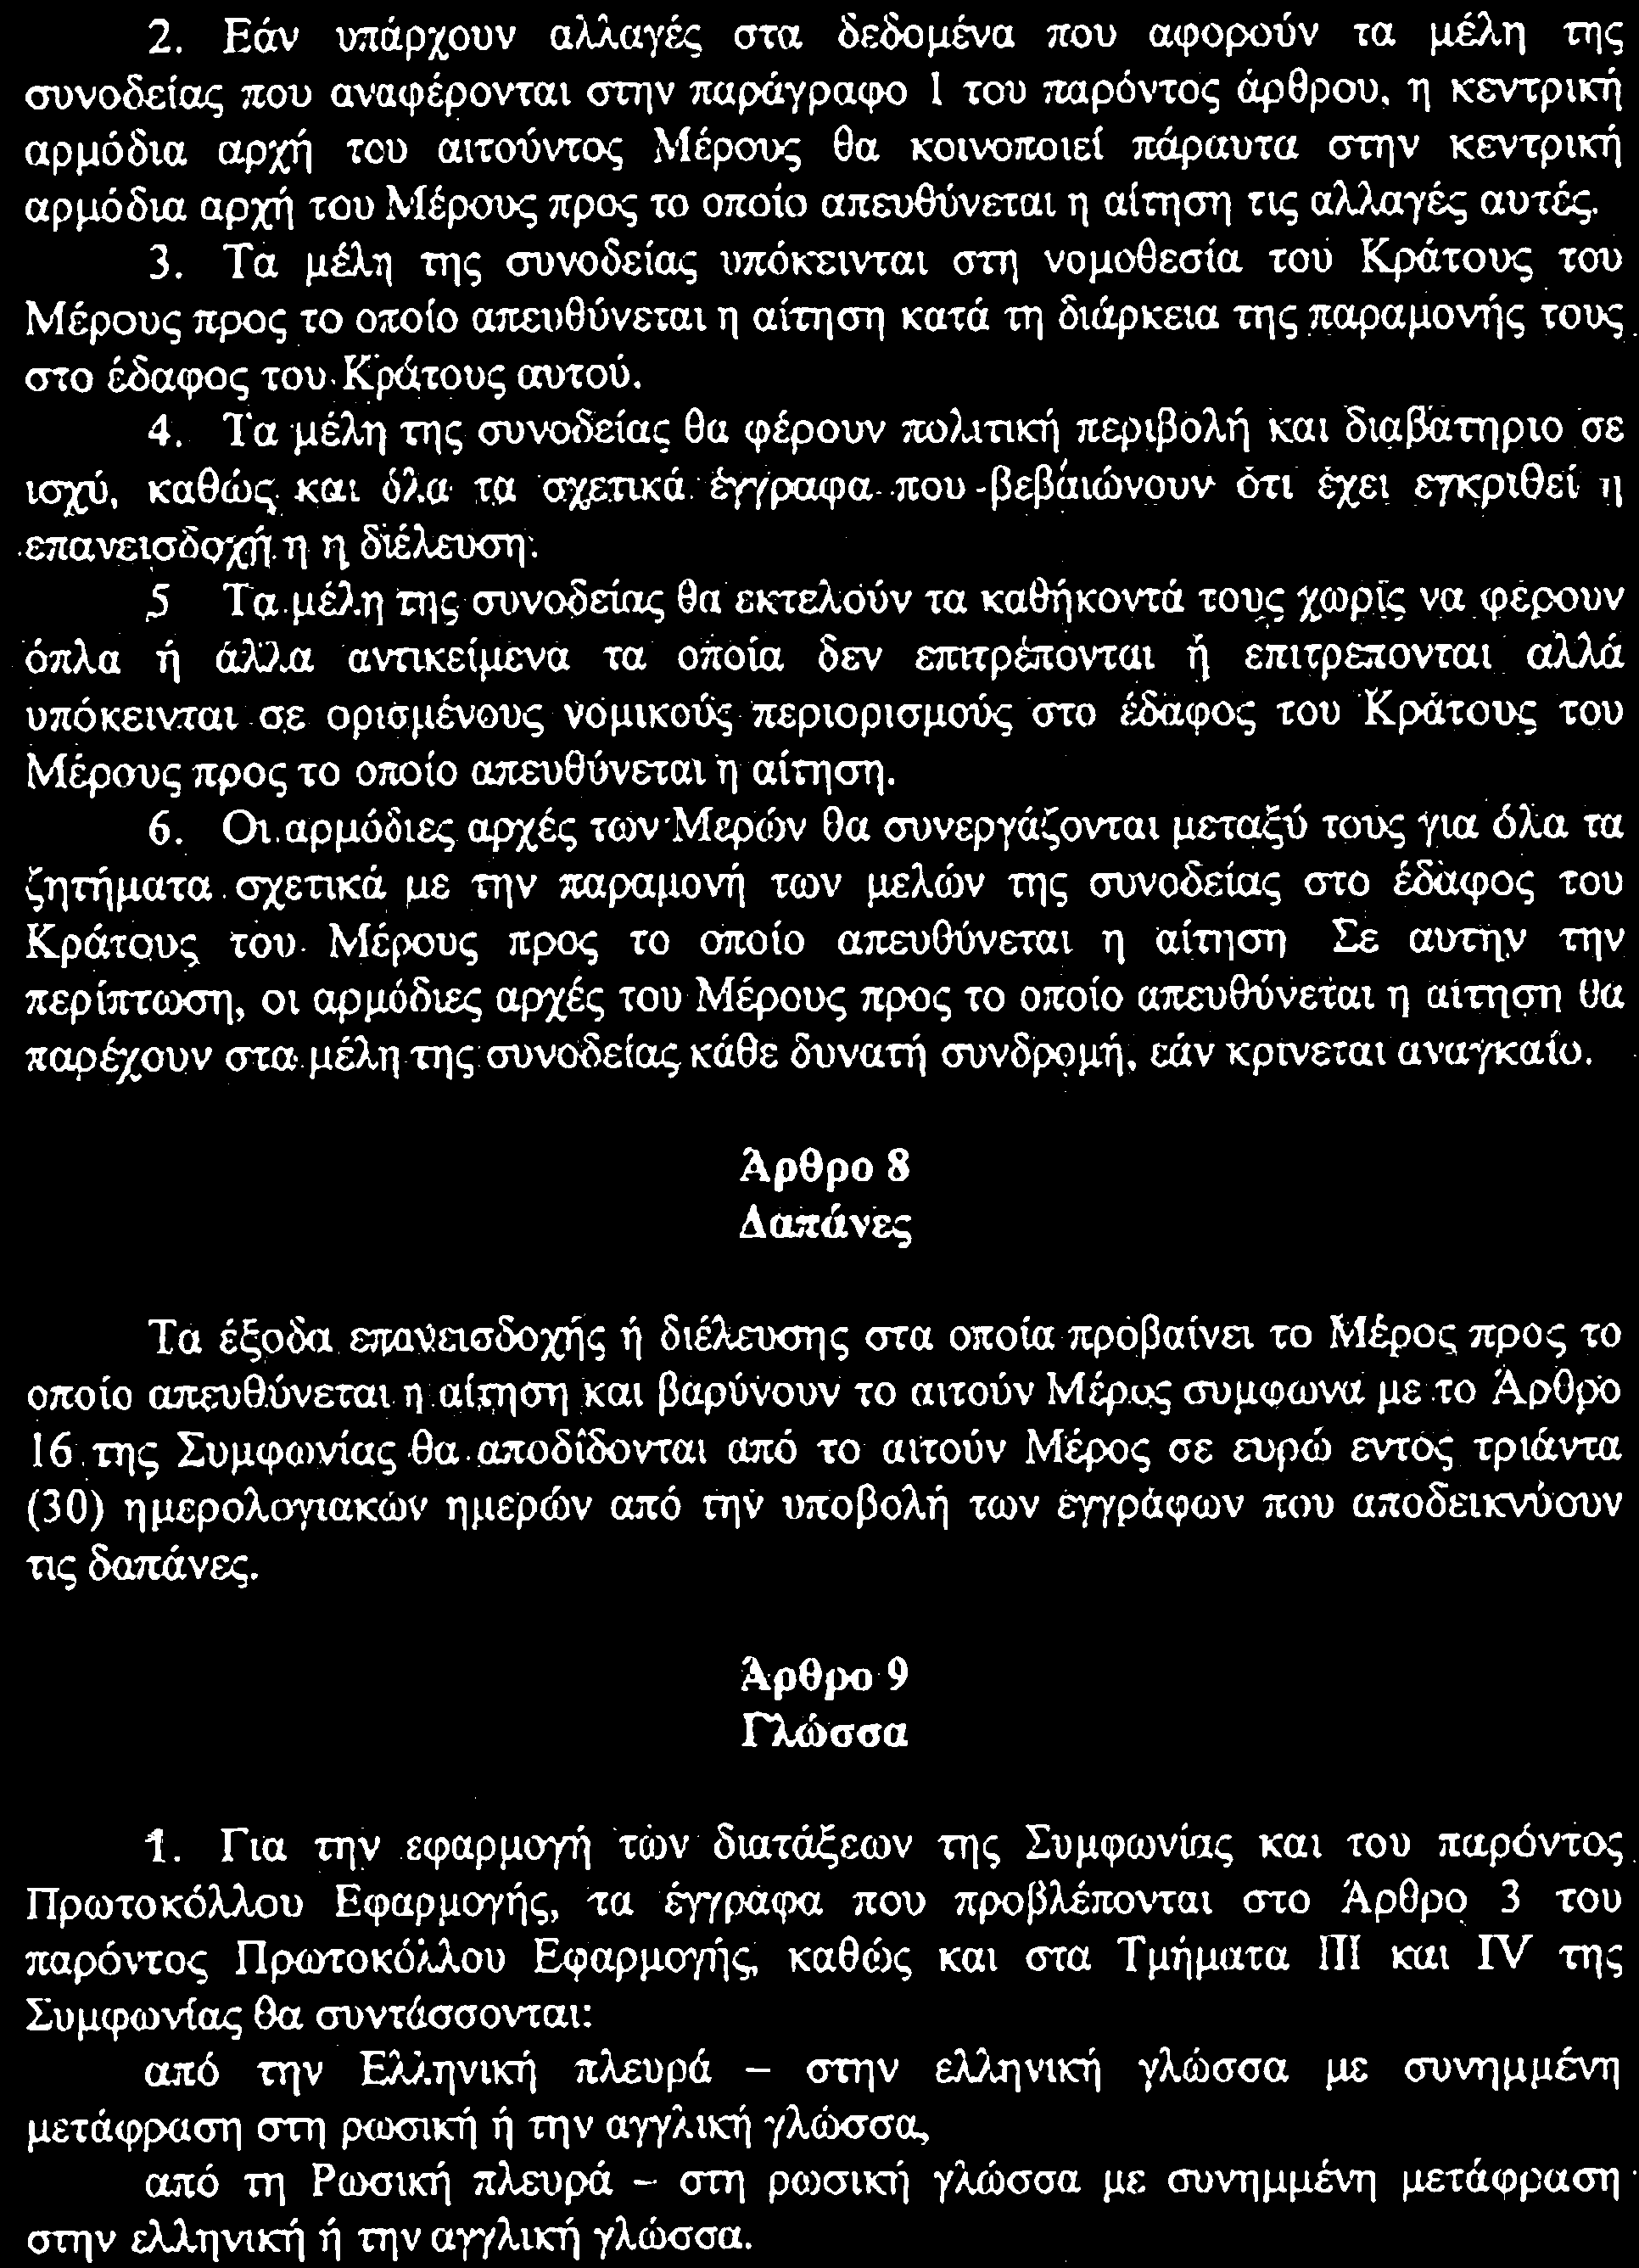 2. Εάν υπάρχουν αλλαγές στα δεδομένα που αφορούν τα μέλη της
συνοδείας που αναφέρονται στην παράγραφο 1 του παρόντος άρθρου, η κεντρική
αρμόδια αρχή του αιτούντος Μέρους θα κοινοποιεί πάραυτα στην κεντρική
αρμόδια αρχή του Μέρους προς το οποίο απευθύνεται η αίτηση τις αλλαγές αυτές.
3. Τα μέλη της συνοδείας υπόκεινται στη νομοθεσία του Κράτους του
Μέρους προς το οποίο απευθύνεται η αίτηση κατά τη διάρκεια της παραμονής τους
στο έδαφος του Κράτους αυτού.
4. Τα μέλη της συνοδείας θα φέρουν πολιτική περιβολή και διαβατηριο σε
ισχύ, καθώς και όλα τα σχετικά έγγραφα που βεβαιώνουν ότι έχει εγκριθεί η
επανεισδοχή η η διέλευση.
5 Τα μέλη της συνοδείας θα εκτελούν τα καθήκοντά τους χωρίς να φέρουν
όπλα ή άλλα αντικείμενα τα οποία δεν επιτρέπονται ή επιτρεπονται αλλά
υπόκεινται σε ορισμένους νομικούς περιορισμούς στο έδαφος του Κράτους του
Μέρους προς το οποίο απευθύνεται η αίτηση.
6. Οι αρμόδιες αρχές των Μερών θα συνεργάζονται μεταξύ τους για όλα τα
ζητήματα σχετικά με την παραμονή των μελών της συνοδείας στο έδαφος του
Κράτους του Μέρους προς το οποίο απευθύνεται η αίτηση Σε αυτην την
περίπτωση, οι αρμόδιες αρχές του Μέρους προς το οποίο απευθύνεται η αίτηση θα
παρέχουν στα μέλη της συνοδείας κάθε δυνατή συνδρομή, εάν κρινεται αναγκαίο.
Άρθρο 8
Δαπάνες
Τα έξοδα επανεισδοχής ή διέλευσης στα οποία προβαίνει το Μέρος προς το
οποίο απευθύνεται η αίτηση και βαρύνουν το αιτούν Μέρος συμφωνα με το Άρθρο
16 της Συμφωνίας θα αποδίδονται από το αιτούν Μέρος σε ευρώ εντός τριάντα
(30) ημερολογιακών ημερών από την υποβολή των εγγράφων που αποδεικνύουν
τις δαπάνες.
Άρθρο 9
Γλώσσα
1. Για την εφαρμογή των διατάξεων της Συμφωνίας και του παρόντος
Πρωτοκόλλου Εφαρμογής, τα έγγραφα που προβλέπονται στο Άρθρο 3 του
παρόντος Πρωτοκόλλου Εφαρμογής, καθώς και στα Τμήματα III και IV της
Συμφωνίας θα συντάσσονται:
από την Ελληνική πλευρά – στην ελληνική γλώσσα με συνημμένη
μετάφραση στη ρωσική ή την αγγλική γλώσσα,
από τη Ρωσική πλευρά – στη ρωσική γλώσσα με συνημμένη μετάφραση
στην ελληνική ή την αγγλική γλώσσα.